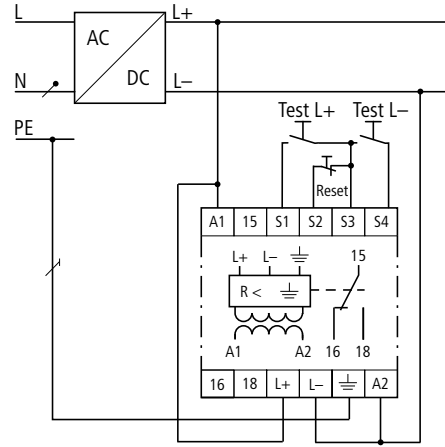 L
L+
AC
DC
N
L–
PE
Test L+ Test L–
Reset
A1 15 S1 S2 S3 S4
L+ L– 15
R <
A1 A2 16 18
16 18 L+ L– A2